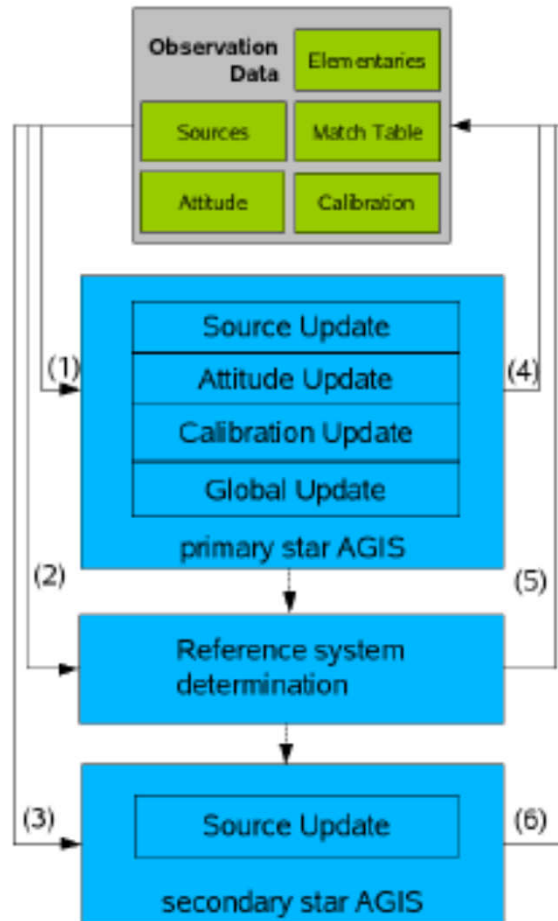 Observation
Data
Elementaries
Sources
Match Table
Attitude
Calibration
Source Update
(1)
(4)
Attitude Update
Calibration Update
Global Update
primary star AGIS
(2)
(5)
Reference system
determination
(3)
Source Update
(6)
secondary star AGIS